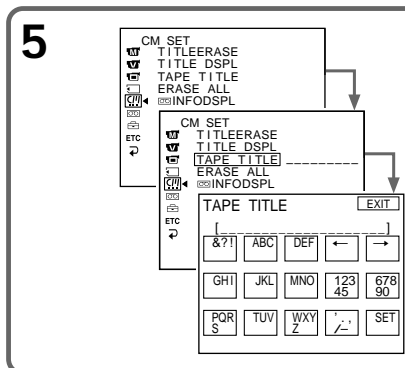 5
CM SET
TITLEERASE
TITLE DSPL
TAPE TITLE
ERASE ALL
INFODSPL
ETC
CM SET
TITLEERASE
TITLE DSPL
TAPE TITLE _ _ _ _ _ _ _ _ _
ERASE ALL
INFODSPL
ETC
TAPE TITLE EXIT
[_ _ _ _ _ _ _ _ _ _ _ _ _ _ _ _ _ _ _ _]
&?! ABC DEF ← →
GHI JKL MNO 123 678
45 90
PQR TUV WXY ' . , SET
S Z / –